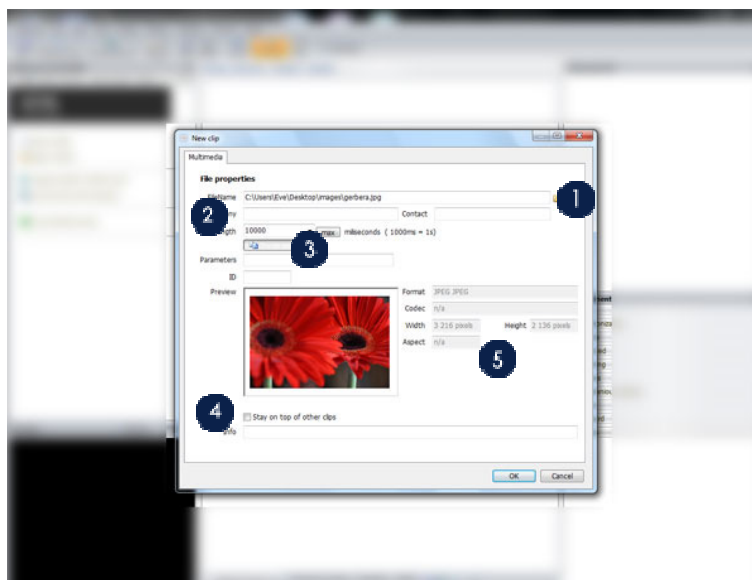 New clip
Multimedia
File properties
FileName C:\Users\Eve\Desktop\images\gerbera.jpg
1
2
Contact
10000 max miliseconds ( 1000ms = 1s)
3
Parameters
ID
Preview
Format JPEG JPEG
Codec n/a
Width 3 216 pixels Height 2 136 pixels
Aspect n/a
5
4
Stay on top of other clips
Info
OK Cancel